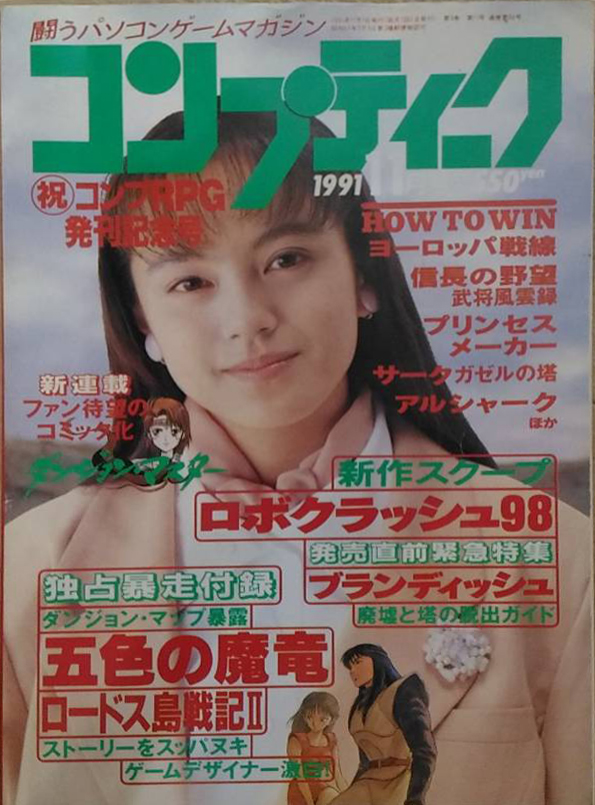 闘うパソコンゲームマガジン
コンプティーク
1991 11
50 yen
祝 コンプRPG
発刊記念号
HOW TO WIN
ヨーロッパ戦線
信長の野望
武将風雲録
プリンセス
メーカー
サークガゼルの塔
アルシャーク
ほか
新連載
ファン待望の
コミック化
ダンジョン・マスター
新作スクープ
ロボクラッシュ98
発売直前緊急特集
ブランディッシュ
廃墟と塔の脱出ガイド
独占暴走付録
ダンジョン・マップ暴露
五色の魔竜
ロードス島戦記II
ストーリーをスッパヌキ
ゲームデザイナー激白!